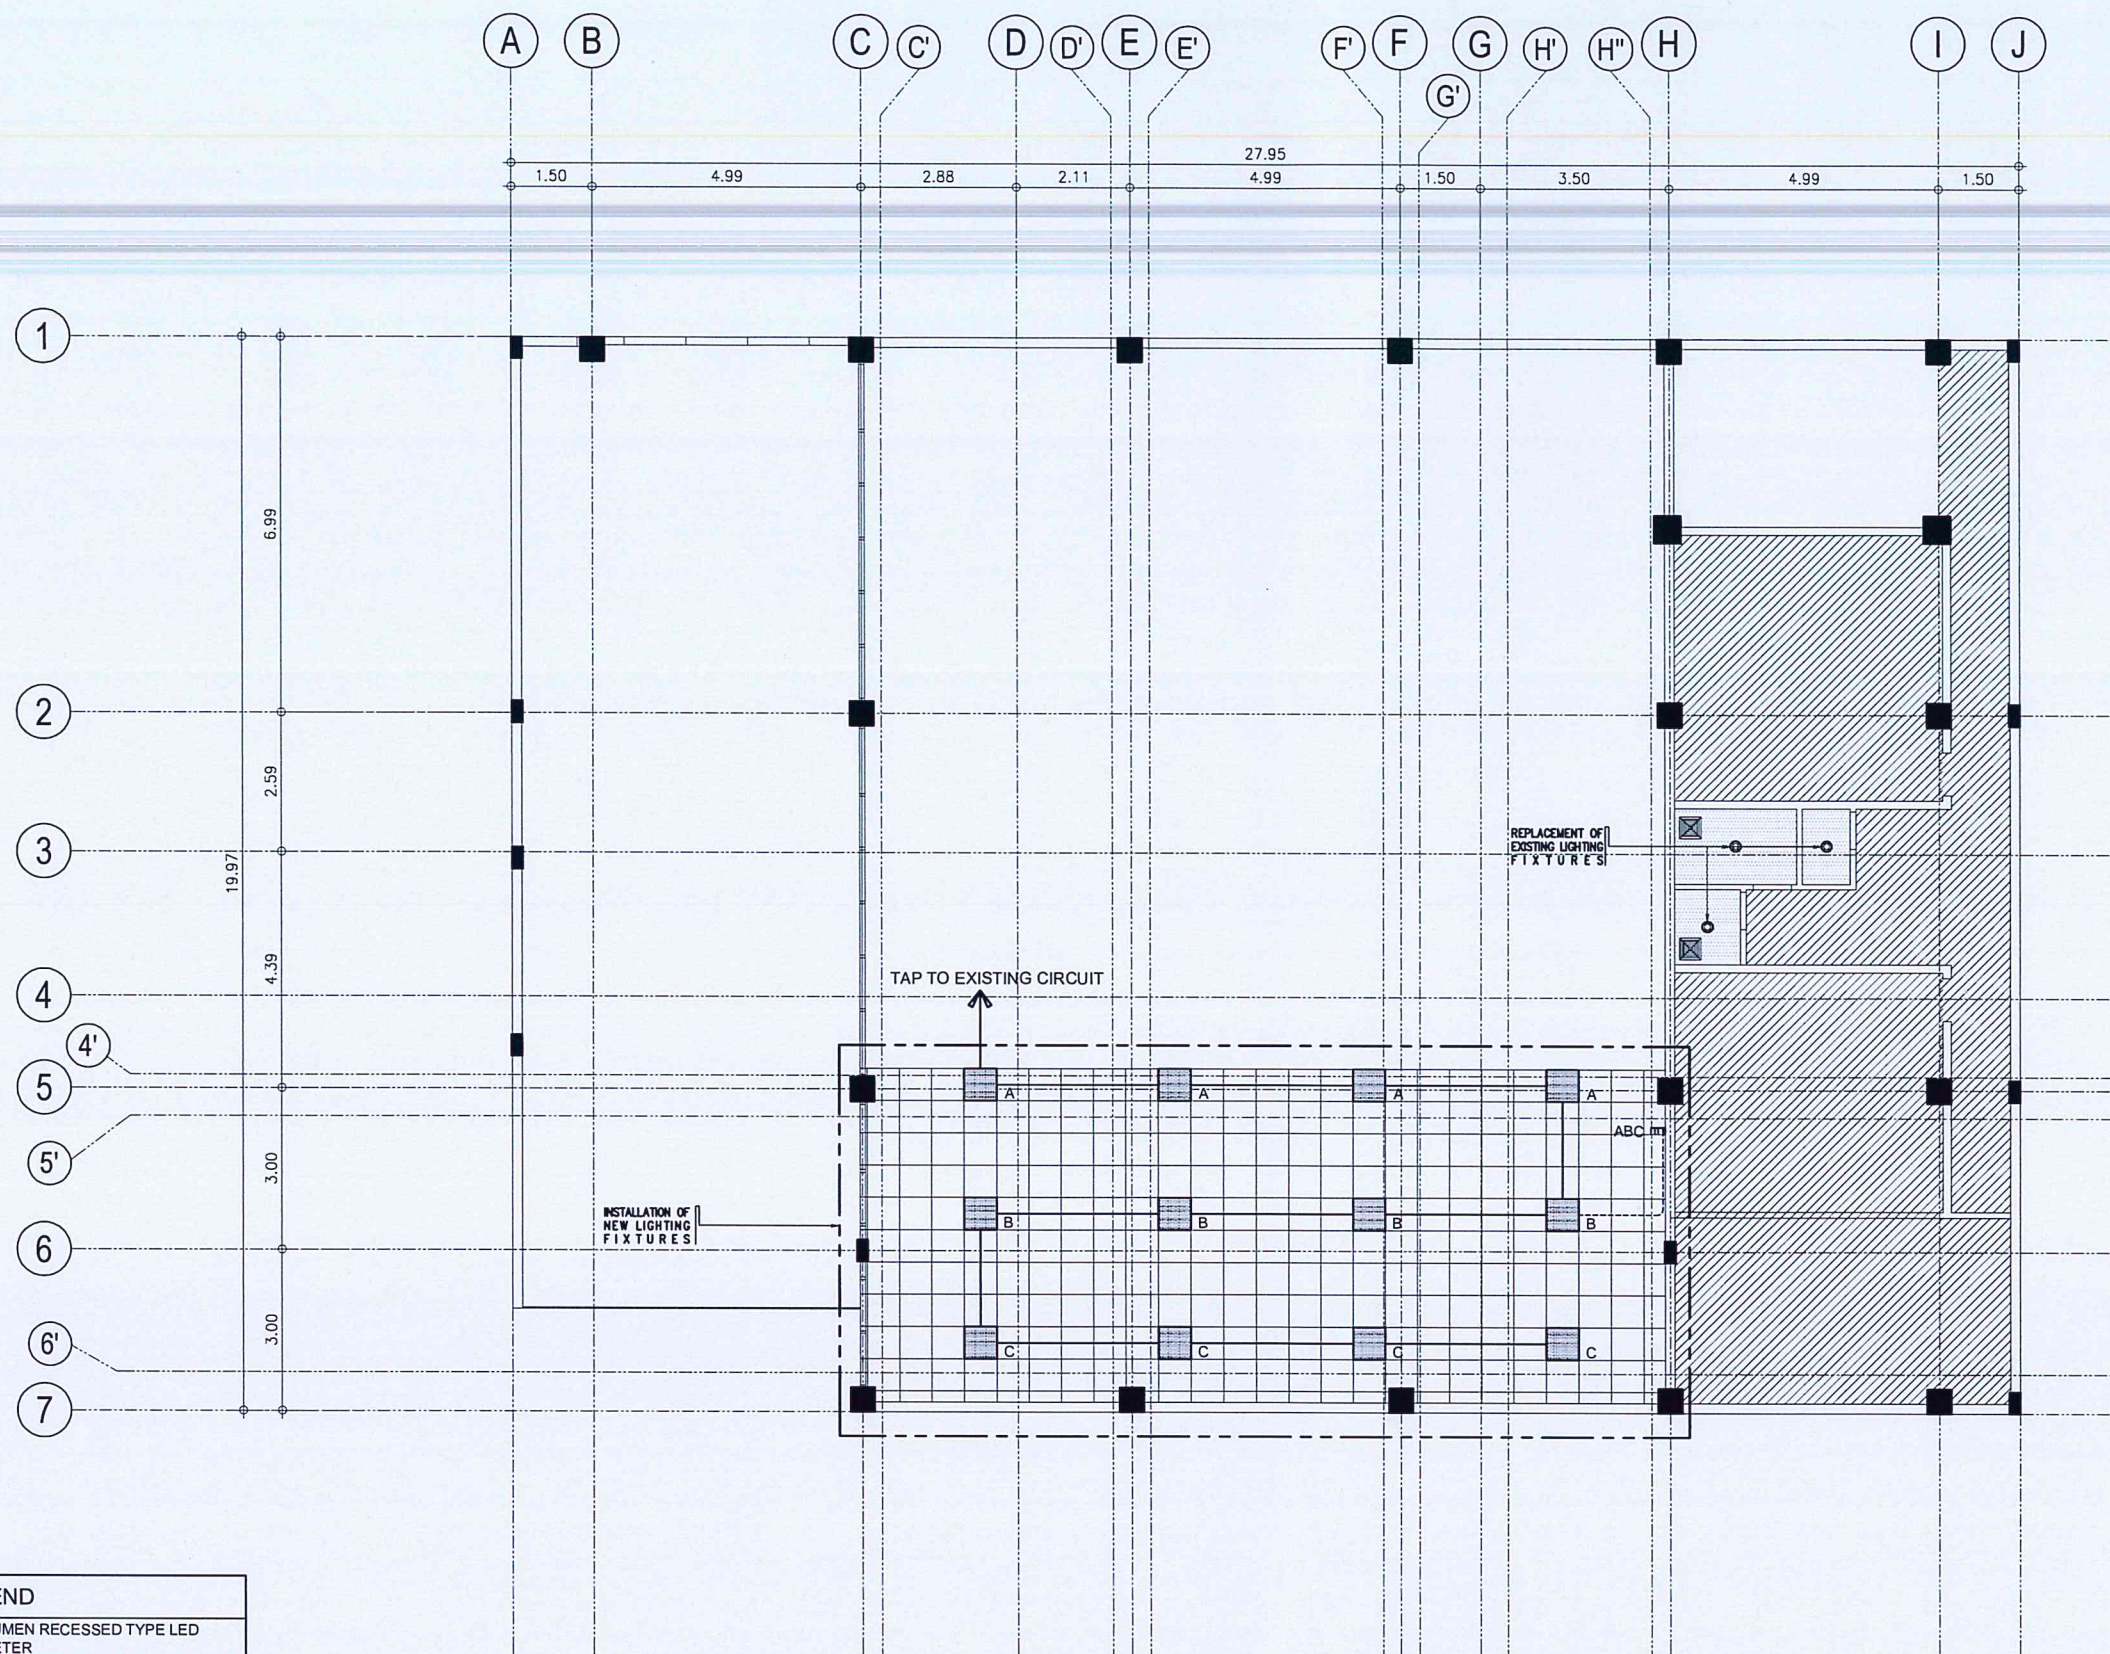 A B C C' D D' E E' F' F G H' H" H I J
G'
27.95
1.50 4.99 2.88 2.11 4.99 1.50 3.50 4.99 1.50
1
6.99
2
2.59
3
19.97
REPLACEMENT OF
EXISTING LIGHTING
FIXTURES
4.39
TAP TO EXISTING CIRCUIT
4
4'
5
A A A A
ABC
5'
3.00
INSTALLATION OF
NEW LIGHTING
FIXTURES
B B B B
6
3.00
6'
C C C C
7
END
UMEN RECESSED TYPE LED
ETER